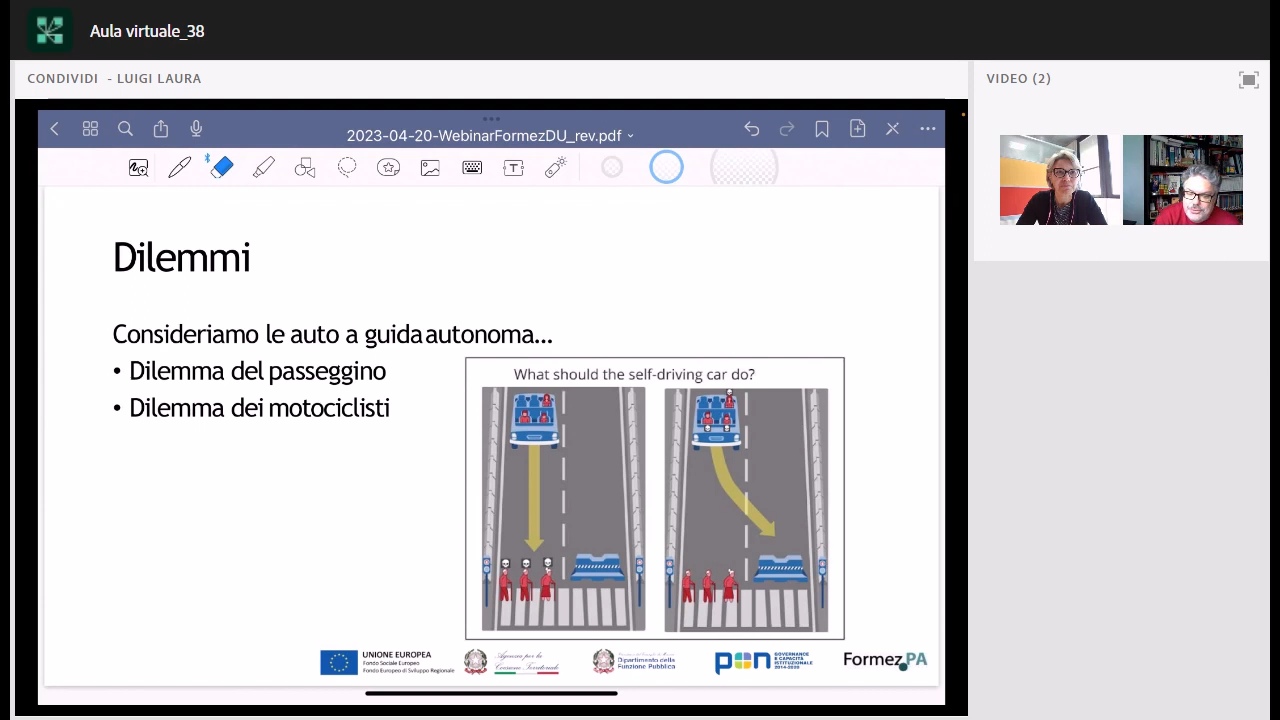 Aula virtuale_38
CONDIVIDI - LUIGI LAURA
VIDEO (2)
2023-04-20-WebinarFormezDU_rev.pdf
Dilemmi
Consideriamo le auto a guida autonoma...
• Dilemma del passeggino
• Dilemma dei motociclisti
What should the self-driving car do?
UNIONE EUROPEA
Fondo Sociale Europeo
Fondo Europeo di Sviluppo Regionale
Agenzia per la
Coesione Territoriale
Dipartimento della
Funzione Pubblica
pon
GOVERNANCE
E CAPACITÀ
ISTITUZIONALE
2014-2020
Formez PA